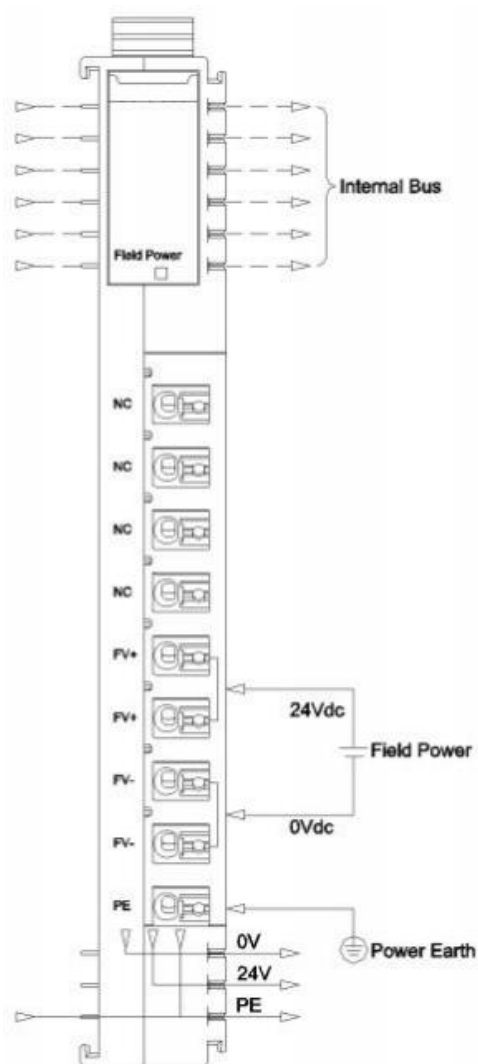 Internal Bus
Field Power
NC
NC
NC
NC
FV+
FV+
24Vdc
Field Power
FV-
0Vdc
FV-
PE
0V
Power Earth
24V
PE